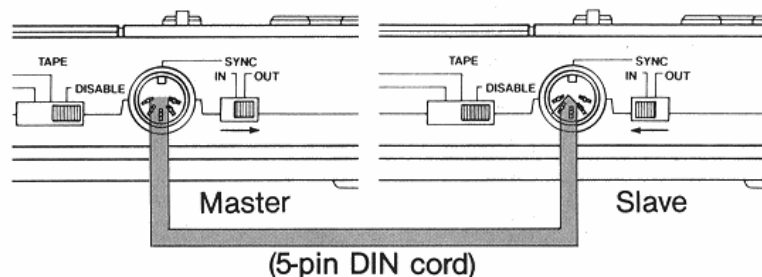 TAPE
SYNC
IN OUT
DISABLE
TAPE
SYNC
IN OUT
DISABLE
Master
Slave
(5-pin DIN cord)